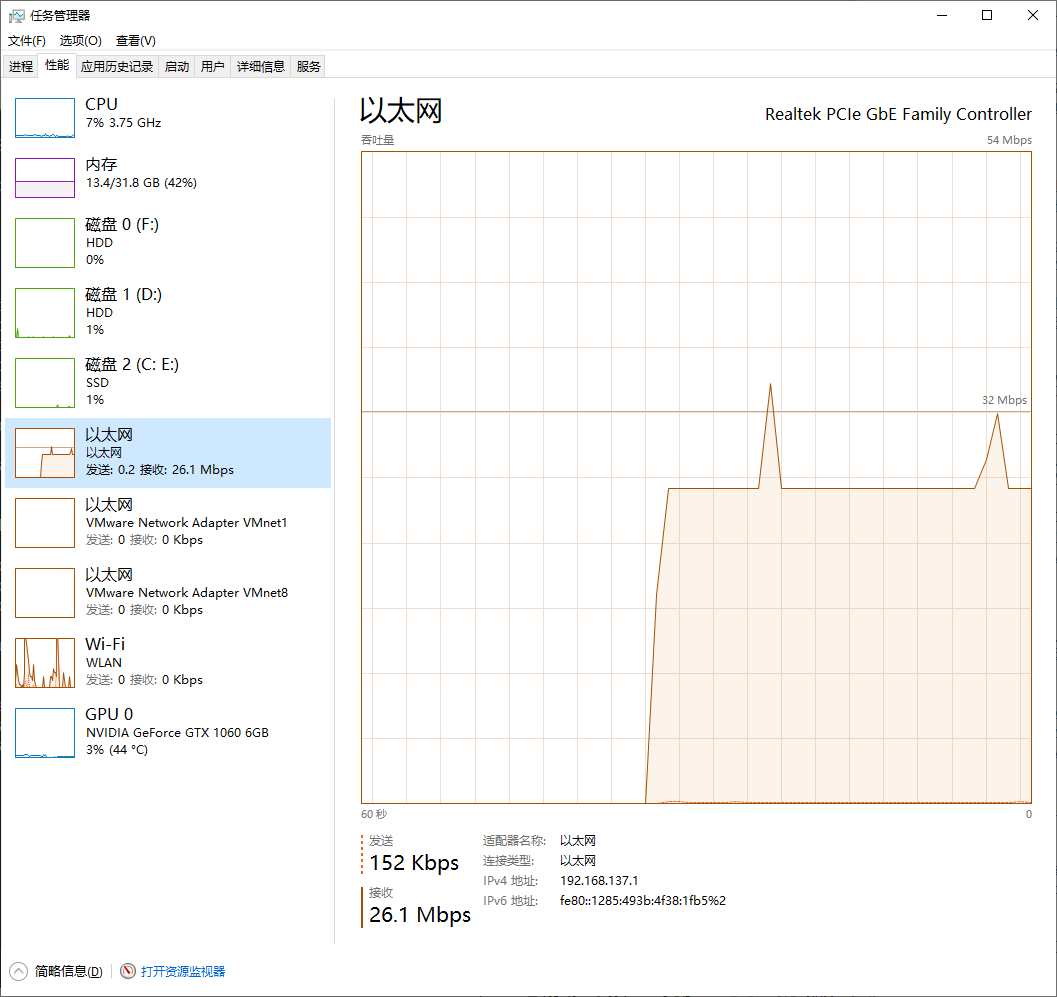 任务管理器
文件(F) 选项(O) 查看(V)
进程 性能 应用历史记录 启动 用户 详细信息 服务
CPU
7% 3.75 GHz
内存
13.4/31.8 GB (42%)
磁盘 0 (F:)
HDD
0%
磁盘 1 (D:)
HDD
1%
磁盘 2 (C: E:)
SSD
1%
以太网
以太网
发送: 0.2 接收: 26.1 Mbps
以太网
VMware Network Adapter VMnet1
发送: 0 接收: 0 Kbps
以太网
VMware Network Adapter VMnet8
发送: 0 接收: 0 Kbps
Wi-Fi
WLAN
发送: 0 接收: 0 Kbps
GPU 0
NVIDIA GeForce GTX 1060 6GB
3% (44 °C)
以太网
Realtek PCIe GbE Family Controller
吞吐量
54 Mbps
32 Mbps
60 秒
0
发送
152 Kbps
接收
26.1 Mbps
适配器名称: 以太网
连接类型: 以太网
IPv4 地址: 192.168.137.1
IPv6 地址: fe80::1285:493b:4f38:1fb5%2
简略信息(D)
打开资源监视器